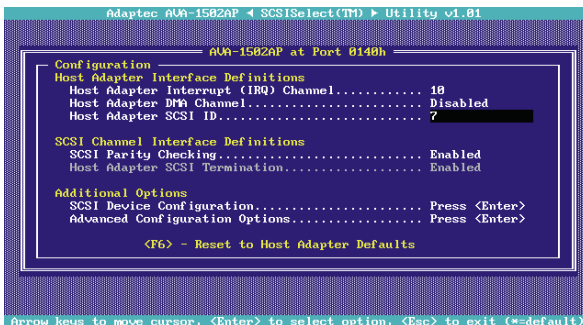 Adaptec AVA-1502AP ◄ SCSISelect(TM) ► Utility v1.01
AVA-1502AP at Port 0140h
Configuration
Host Adapter Interface Definitions
Host Adapter Interrupt (IRQ) Channel............ 10
Host Adapter DMA Channel........................ Disabled
Host Adapter SCSI ID............................ 7
SCSI Channel Interface Definitions
SCSI Parity Checking............................ Enabled
Host Adapter SCSI Termination................... Enabled
Additional Options
SCSI Device Configuration....................... Press <Enter>
Advanced Configuration Options.................. Press <Enter>
<F6> - Reset to Host Adapter Defaults
Arrow keys to move cursor, <Enter> to select option, <Esc> to exit (*=default)